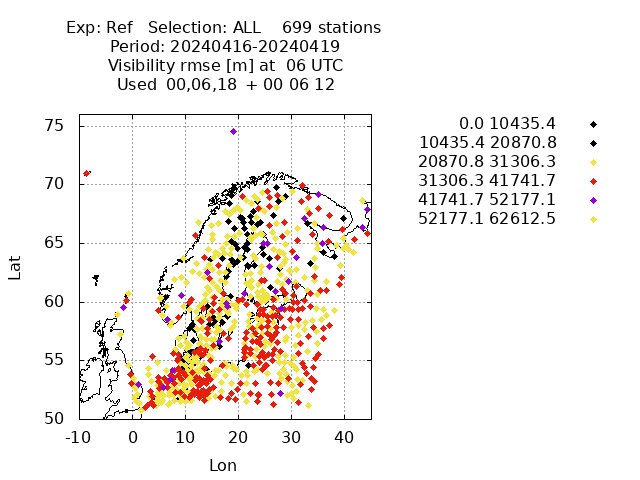 Exp: Ref   Selection: ALL    699 stations
Period: 20240416-20240419
Visibility rmse [m] at  06 UTC
Used  00,06,18  + 00 06 12
0.0 10435.4
10435.4 20870.8
20870.8 31306.3
31306.3 41741.7
41741.7 52177.1
52177.1 62612.5
75
70
65
60
55
50
Lat
-10 0 10 20 30 40
Lon